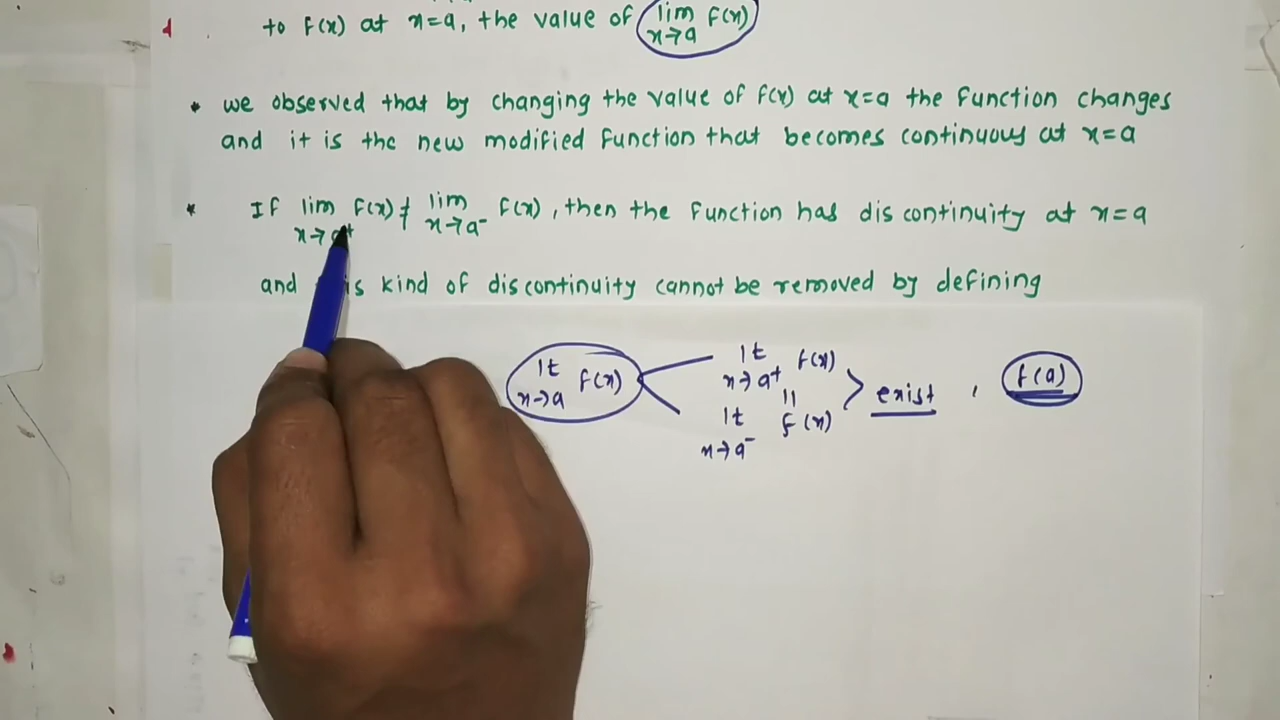 to f(x) at x=a, the value of lim f(x)
x→a
* we observed that by changing the value of f(x) at x=a the function changes
and it is the new modified function that becomes continuous at x=a
* If lim f(x) ≠ lim f(x), then the function has discontinuity at x=a
x→a⁺ x→a⁻
and kind of discontinuity cannot be removed by defining
lt f(x)
x→a
lt f(x)
x→a⁺
||
lt f(x)
x→a⁻
exist , f(a)